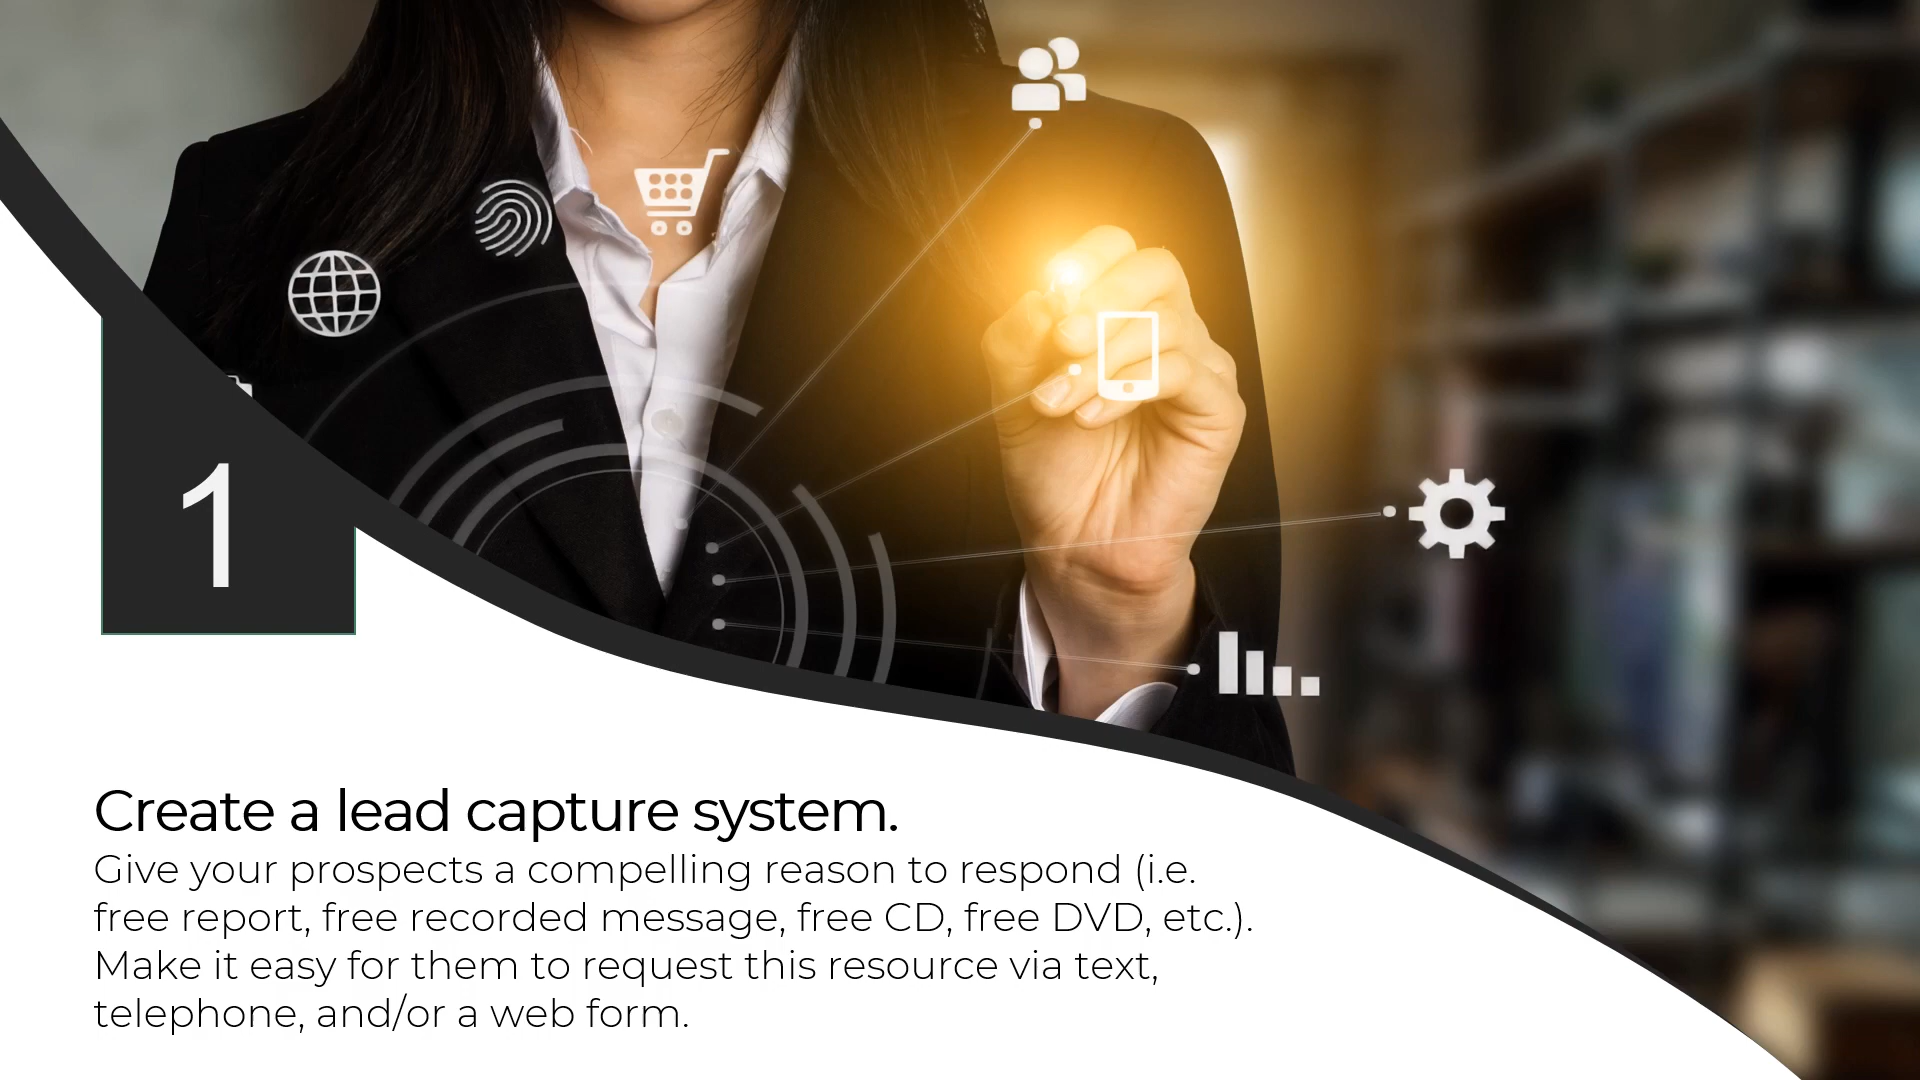 1
Create a lead capture system.
Give your prospects a compelling reason to respond (i.e.
free report, free recorded message, free CD, free DVD, etc.).
Make it easy for them to request this resource via text,
telephone, and/or a web form.